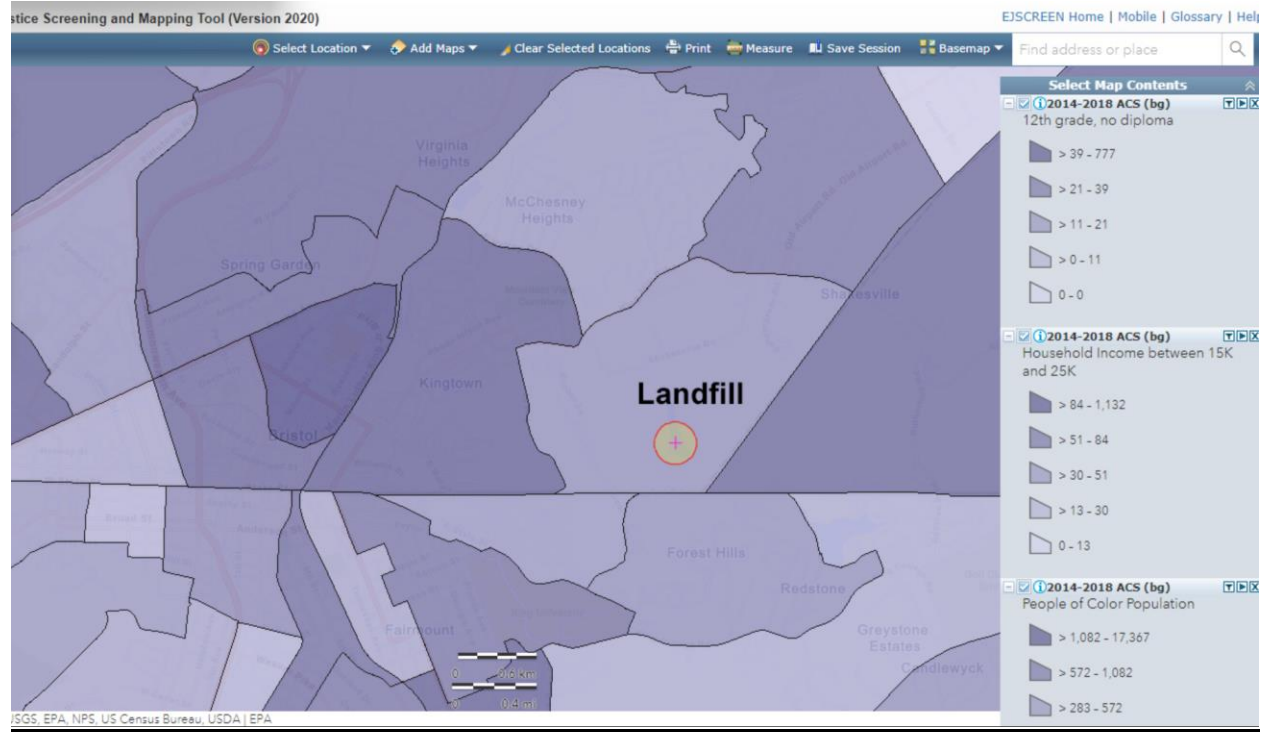 stice Screening and Mapping Tool (Version 2020)
EJSCREEN Home | Mobile | Glossary | Help
Select Location
Add Maps
Clear Selected Locations
Print
Measure
Save Session
Basemap
Find address or place
Select Map Contents
2014-2018 ACS (bg)
12th grade, no diploma
> 39 - 777
> 21 - 39
> 11 - 21
> 0 - 11
0 - 0
2014-2018 ACS (bg)
Household Income between 15K
and 25K
> 84 - 1,132
> 51 - 84
> 30 - 51
> 13 - 30
0 - 13
2014-2018 ACS (bg)
People of Color Population
> 1,082 - 17,367
> 572 - 1,082
> 283 - 572
Virginia
Heights
McChesney
Heights
Spring Garden
Shakesville
Kingtown
Landfill
Bristol
Forest Hills
Redstone
Fairmount
Greystone
Estates
Candlewyck
0 0.6 km
0 0.4 mi
USGS, EPA, NPS, US Census Bureau, USDA | EPA